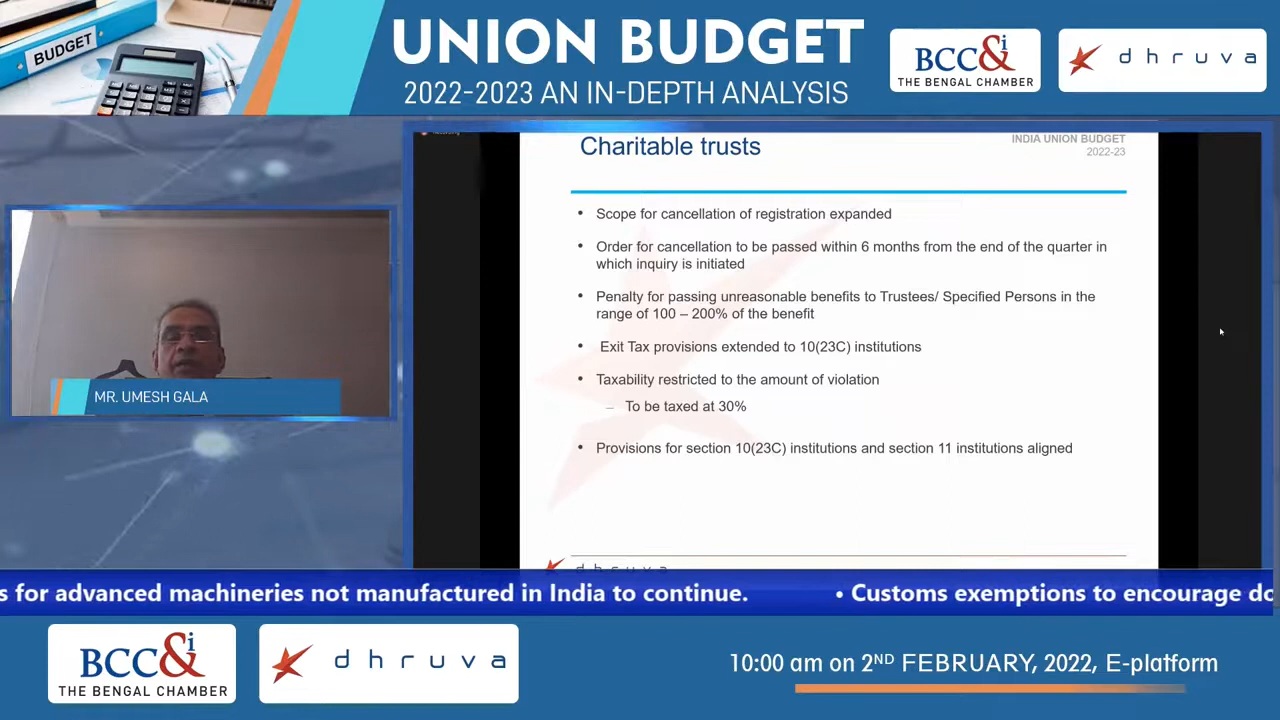 BUDGET
UNION BUDGET
2022-2023 AN IN-DEPTH ANALYSIS
BCC&i
THE BENGAL CHAMBER
dhruva
Charitable trusts
INDIA UNION BUDGET
2022-23
• Scope for cancellation of registration expanded
• Order for cancellation to be passed within 6 months from the end of the quarter in
which inquiry is initiated
• Penalty for passing unreasonable benefits to Trustees/ Specified Persons in the
range of 100 – 200% of the benefit
• Exit Tax provisions extended to 10(23C) institutions
• Taxability restricted to the amount of violation
– To be taxed at 30%
• Provisions for section 10(23C) institutions and section 11 institutions aligned
dhruva
MR. UMESH GALA
s for advanced machineries not manufactured in India to continue. • Customs exemptions to encourage do
BCC&i
THE BENGAL CHAMBER
dhruva
10:00 am on 2ND FEBRUARY, 2022, E-platform